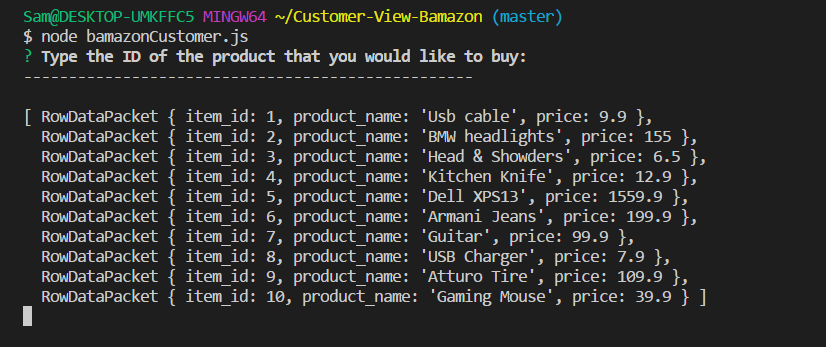 Sam@DESKTOP-UMKFFC5 MINGW64 ~/Customer-View-Bamazon (master)
$ node bamazonCustomer.js
? Type the ID of the product that you would like to buy:
--------------------------------------------------
[ RowDataPacket { item_id: 1, product_name: 'Usb cable', price: 9.9 },
RowDataPacket { item_id: 2, product_name: 'BMW headlights', price: 155 },
RowDataPacket { item_id: 3, product_name: 'Head & Showders', price: 6.5 },
RowDataPacket { item_id: 4, product_name: 'Kitchen Knife', price: 12.9 },
RowDataPacket { item_id: 5, product_name: 'Dell XPS13', price: 1559.9 },
RowDataPacket { item_id: 6, product_name: 'Armani Jeans', price: 199.9 },
RowDataPacket { item_id: 7, product_name: 'Guitar', price: 99.9 },
RowDataPacket { item_id: 8, product_name: 'USB Charger', price: 7.9 },
RowDataPacket { item_id: 9, product_name: 'Atturo Tire', price: 109.9 },
RowDataPacket { item_id: 10, product_name: 'Gaming Mouse', price: 39.9 } ]